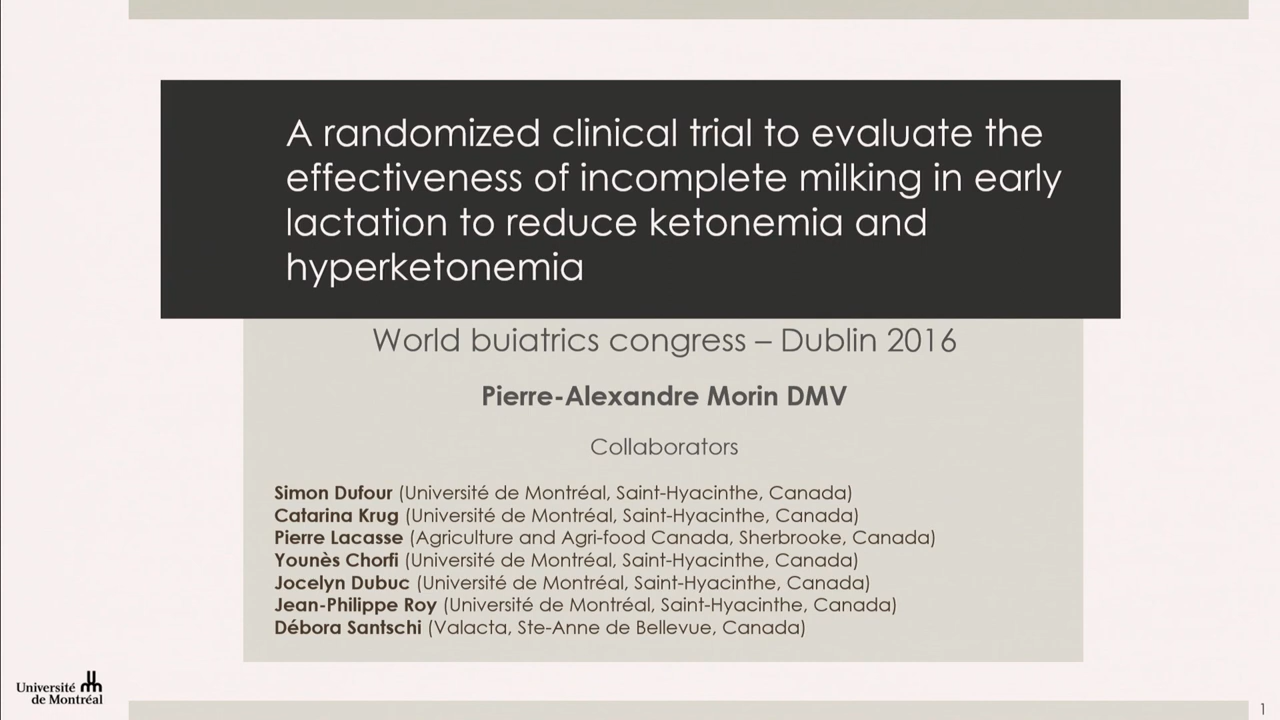 A randomized clinical trial to evaluate the
effectiveness of incomplete milking in early
lactation to reduce ketonemia and
hyperketonemia
World buiatrics congress – Dublin 2016
Pierre-Alexandre Morin DMV
Collaborators
Simon Dufour (Université de Montréal, Saint-Hyacinthe, Canada)
Catarina Krug (Université de Montréal, Saint-Hyacinthe, Canada)
Pierre Lacasse (Agriculture and Agri-food Canada, Sherbrooke, Canada)
Younès Chorfi (Université de Montréal, Saint-Hyacinthe, Canada)
Jocelyn Dubuc (Université de Montréal, Saint-Hyacinthe, Canada)
Jean-Philippe Roy (Université de Montréal, Saint-Hyacinthe, Canada)
Débora Santschi (Valacta, Ste-Anne de Bellevue, Canada)
Université
de Montréal
1